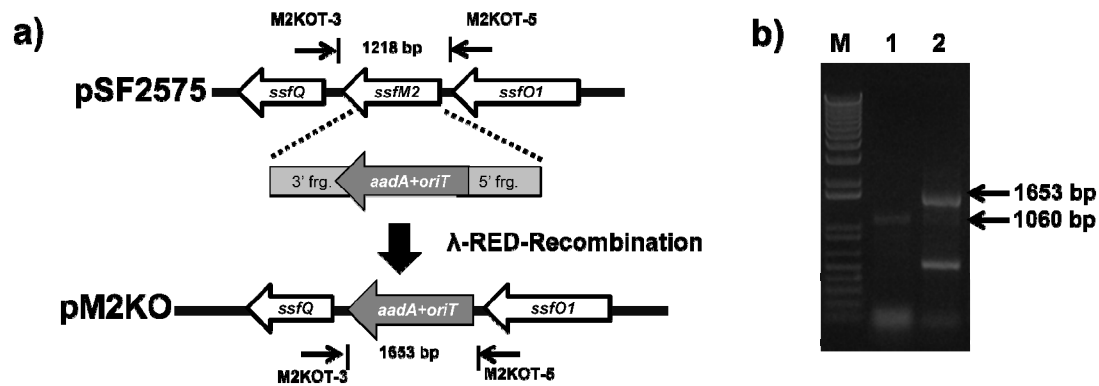 a)
M2KOT-3
M2KOT-5
1218 bp
pSF2575
ssfQ
ssfM2
ssfO1
3' frg.
aadA+oriT
5' frg.
λ-RED-Recombination
pM2KO
ssfQ
aadA+oriT
ssfO1
M2KOT-3
1653 bp
M2KOT-5
b)
M 1 2
1653 bp
1060 bp